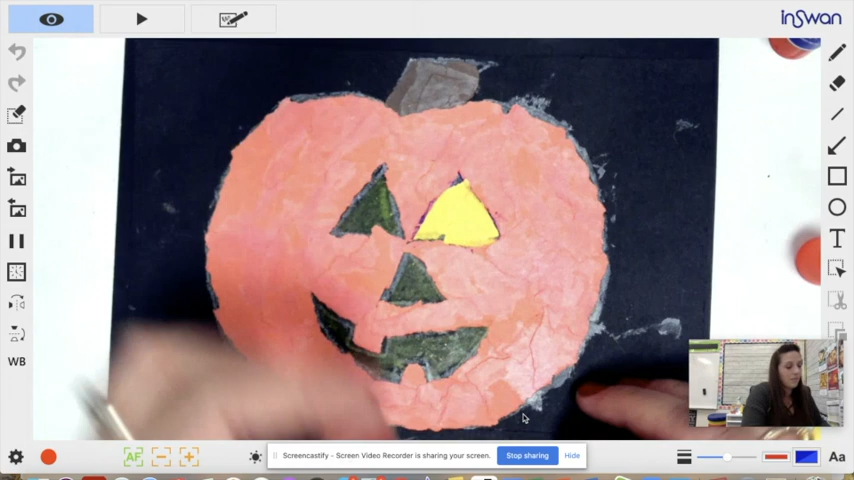 inSwan
T
WB
AF
Screencastify - Screen Video Recorder is sharing your screen.
Stop sharing
Hide
Aa